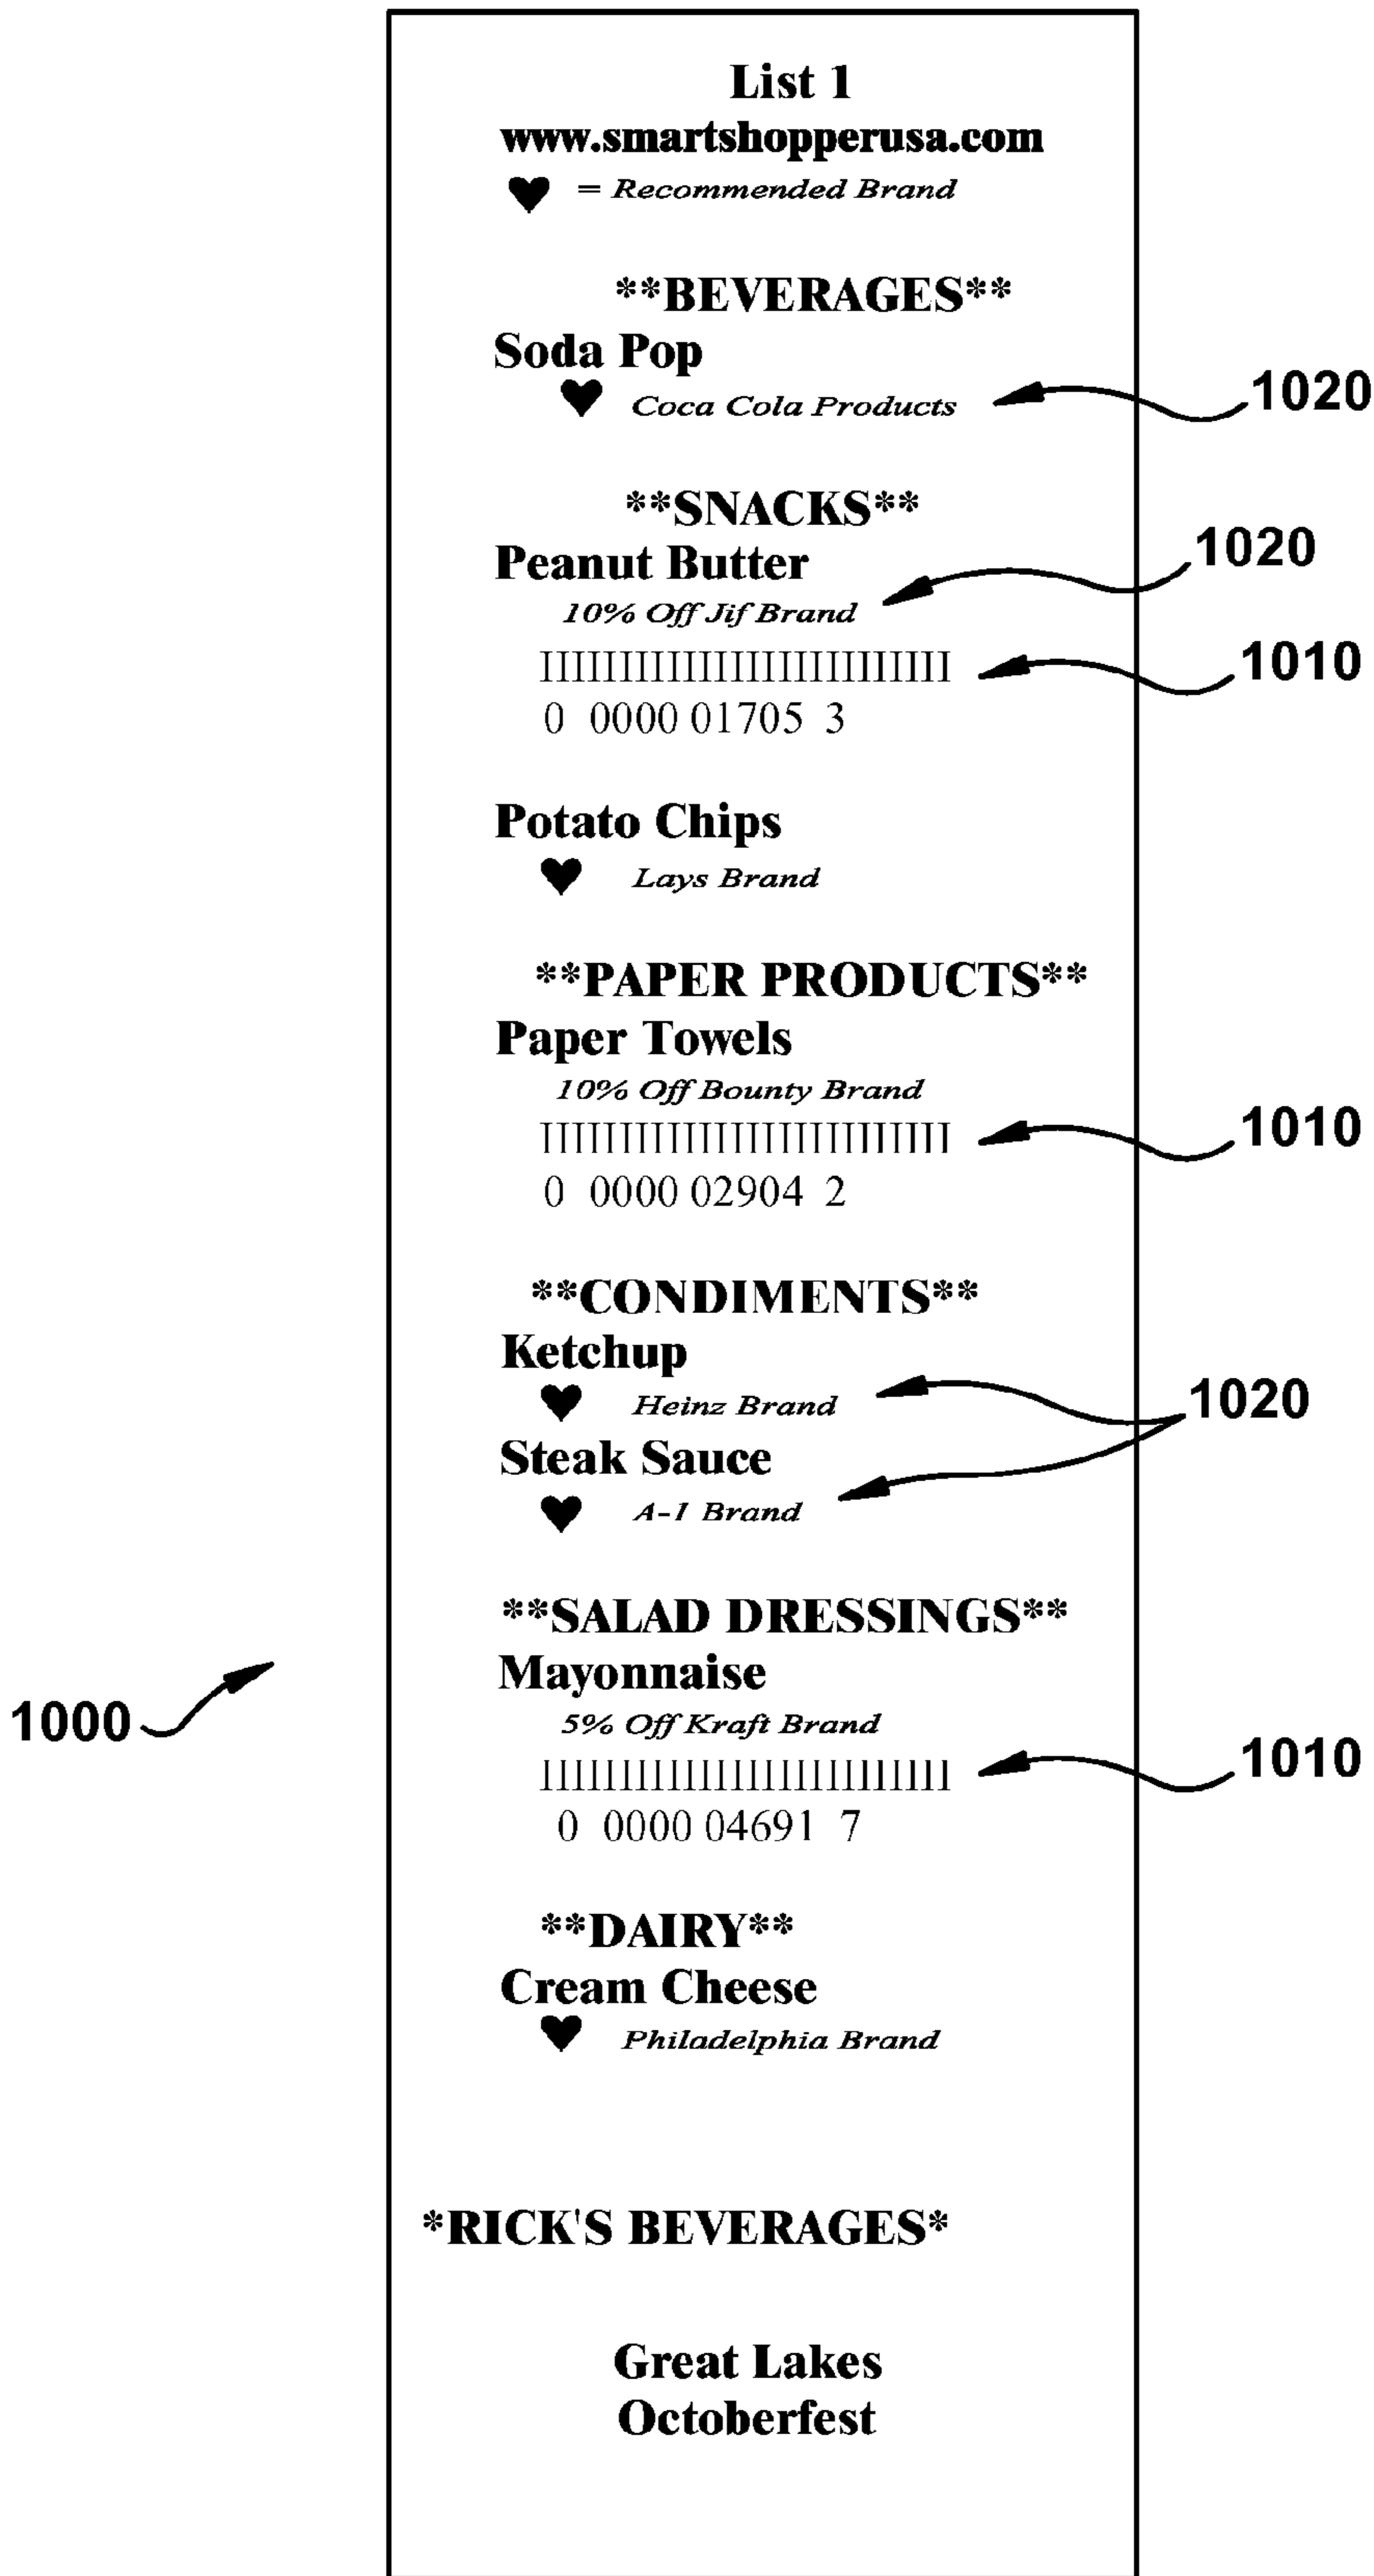 List 1
www.smartshopperusa.com
♥ = Recommended Brand
**BEVERAGES**
Soda Pop
♥ Coca Cola Products
1020
**SNACKS**
Peanut Butter
1020
10% Off Jif Brand
1010
0 0000 01705 3
Potato Chips
♥ Lays Brand
**PAPER PRODUCTS**
Paper Towels
10% Off Bounty Brand
1010
0 0000 02904 2
**CONDIMENTS**
Ketchup
♥ Heinz Brand
1020
Steak Sauce
♥ A-1 Brand
**SALAD DRESSINGS**
Mayonnaise
1000
5% Off Kraft Brand
1010
0 0000 04691 7
**DAIRY**
Cream Cheese
♥ Philadelphia Brand
*RICK'S BEVERAGES*
Great Lakes
Octoberfest